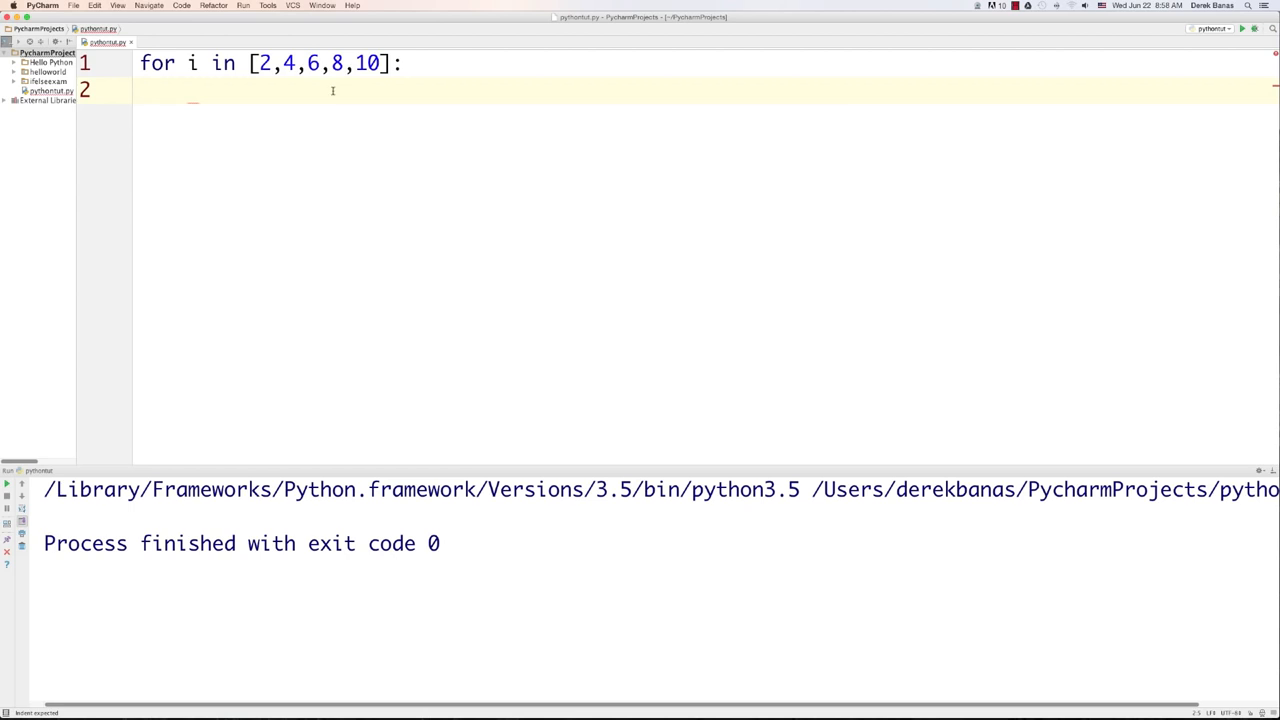 PyCharm File Edit View Navigate Code Refactor Run Tools VCS Window Help 10 Wed Jun 22 8:58 AM Derek Banas
pythontut.py - PycharmProjects - [~/PycharmProjects]
PycharmProjects pythontut.py pythontut
pythontut.py
PycharmProject
Hello Python
helloworld
ifelseexam
pythontut.py
External Librarie
1 for i in [2,4,6,8,10]:
2
Run pythontut
/Library/Frameworks/Python.framework/Versions/3.5/bin/python3.5 /Users/derekbanas/PycharmProjects/pytho
Process finished with exit code 0
Indent expected 2:5 LF÷ UTF-8÷